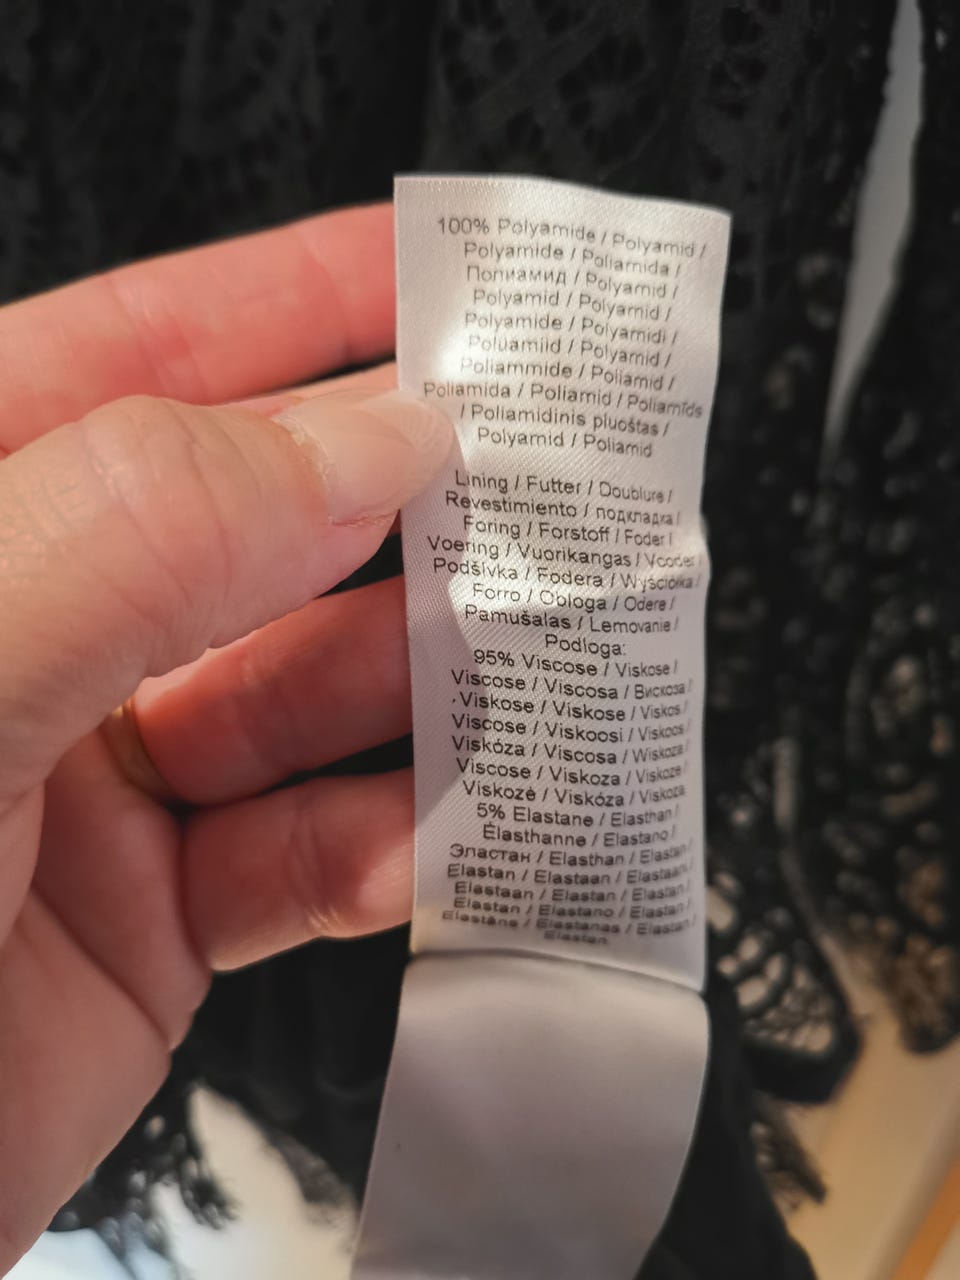 100% Polyamide / Polyamid /
Polyamide / Poliamida /
Полиамид / Polyamid /
Polyamid / Polyamid /
Polyamide / Polyamidi /
Poluamiid / Polyamid /
Poliammide / Poliamid /
Poliamida / Poliamid / Poliamīds
/ Poliamidinis pluoštas /
Polyamid / Poliamid
Lining / Futter / Doublure /
Revestimiento / подкладка /
Foring / Forstoff / Foder /
Voering / Vuorikangas / Vooder /
Podšívka / Fodera / Wyściółka /
Forro / Obloga / Odere /
Pamušalas / Lemovanie /
Podloga:
95% Viscose / Viskose /
Viscose / Viscosa / Вискоза /
Viskose / Viskose / Viskos /
Viscose / Viskoosi / Viskoos /
Viskóza / Viscosa / Wiskoza /
Viscose / Viskoza / Viskoze /
Viskozė / Viskóza / Viskoza
5% Elastane / Elasthan /
Élasthanne / Elastano /
Эластан / Elasthan / Elastan /
Elastan / Elastaan / Elastaani /
Elastaan / Elastan / Elastan /
Elastan / Elastano / Elastan /
Elastāns / Elastanas / Elastan /
Elastan